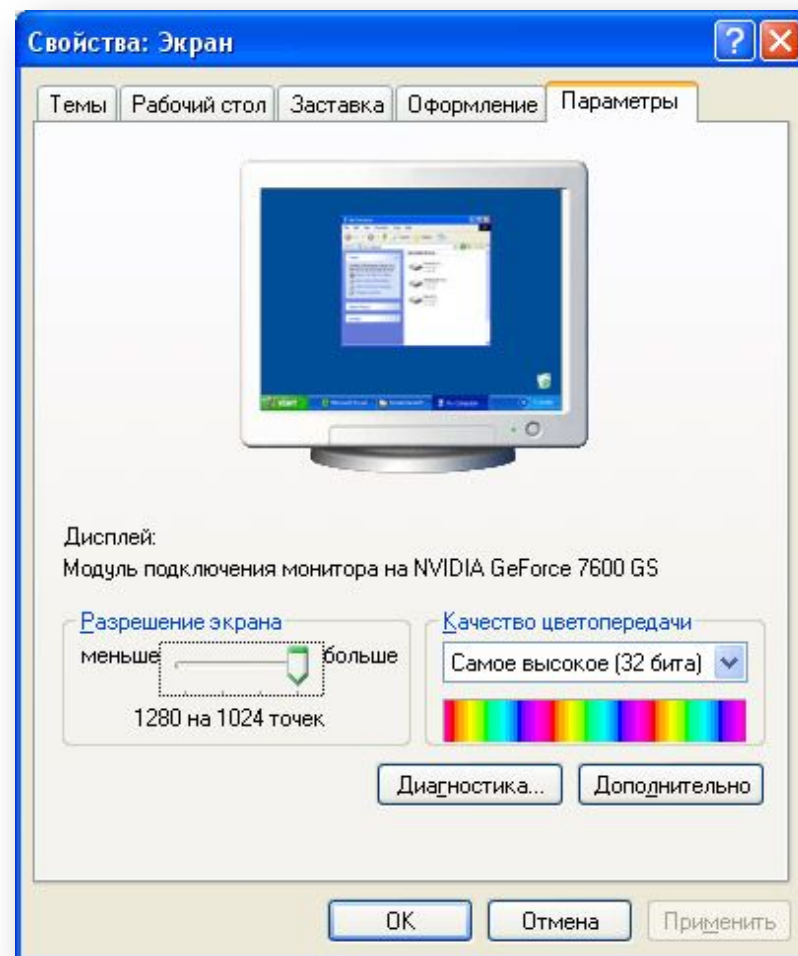 Свойства: Экран
Темы Рабочий стол Заставка Оформление Параметры
start
Дисплей:
Модуль подключения монитора на NVIDIA GeForce 7600 GS
Разрешение экрана
меньше больше
1280 на 1024 точек
Качество цветопередачи
Самое высокое (32 бита)
Диагностика... Дополнительно
OK Отмена Применить